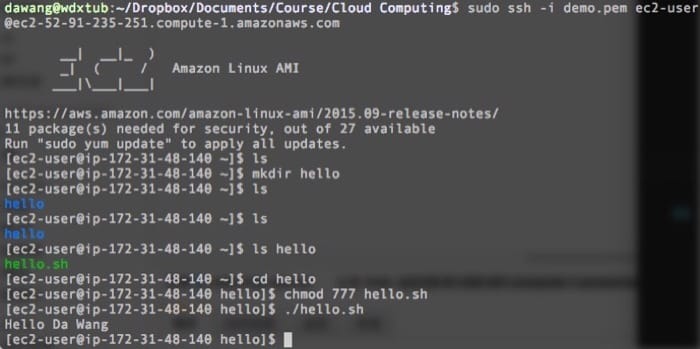 dawang@wdxtub:~/Dropbox/Documents/Course/Cloud Computing$ sudo ssh -i demo.pem ec2-user
@ec2-52-91-235-251.compute-1.amazonaws.com
__|  __|_  )
_|  (     /   Amazon Linux AMI
___|\___|___|
https://aws.amazon.com/amazon-linux-ami/2015.09-release-notes/
11 package(s) needed for security, out of 27 available
Run "sudo yum update" to apply all updates.
[ec2-user@ip-172-31-48-140 ~]$ ls
[ec2-user@ip-172-31-48-140 ~]$ mkdir hello
[ec2-user@ip-172-31-48-140 ~]$ ls
hello
[ec2-user@ip-172-31-48-140 ~]$ ls
hello
[ec2-user@ip-172-31-48-140 ~]$ ls hello
hello.sh
[ec2-user@ip-172-31-48-140 ~]$ cd hello
[ec2-user@ip-172-31-48-140 hello]$ chmod 777 hello.sh
[ec2-user@ip-172-31-48-140 hello]$ ./hello.sh
Hello Da Wang
[ec2-user@ip-172-31-48-140 hello]$